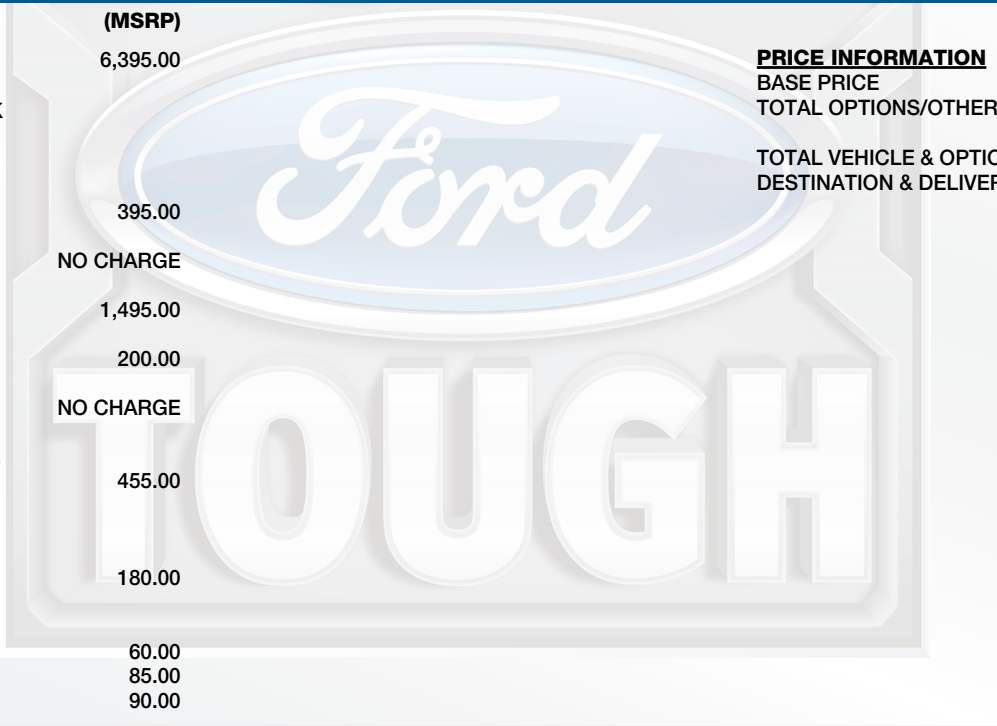 (MSRP)
6,395.00
395.00
NO CHARGE
1,495.00
200.00
NO CHARGE
455.00
180.00
60.00
85.00
90.00
PRICE INFORMATION
BASE PRICE
TOTAL OPTIONS/OTHER
TOTAL VEHICLE & OPTIO
DESTINATION & DELIVER
Ford
TOUGH